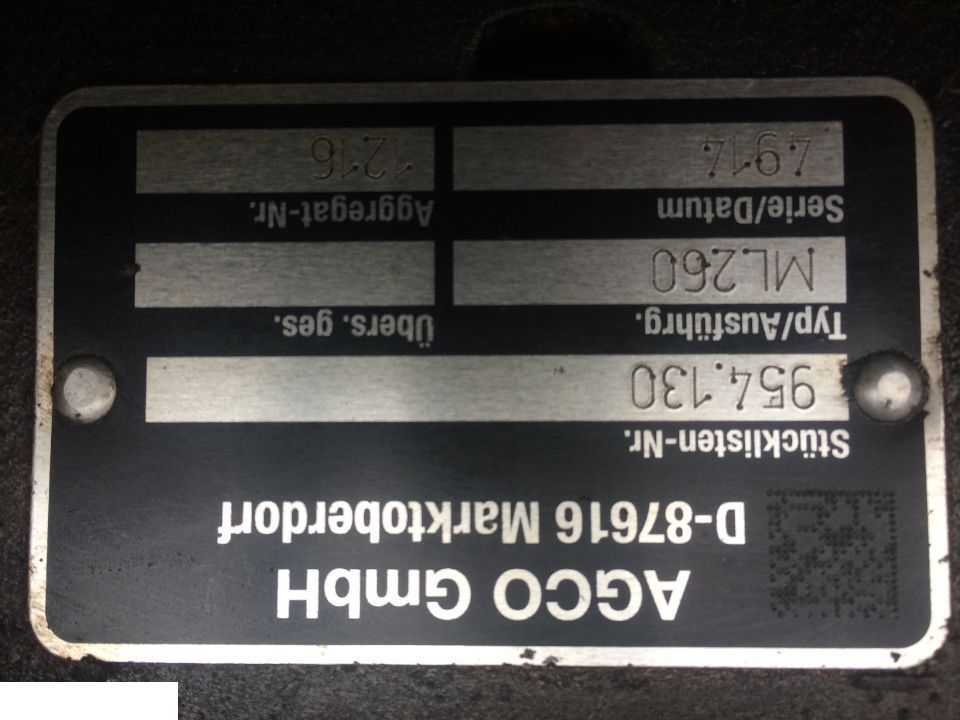 AGCO GmbH
D-87616 Marktoberdorf
Stücklisten-Nr.
954.130
Typ/Ausführg. Übers. ges.
ML260
Serie/Datum Aggregat-Nr.
4914 1216